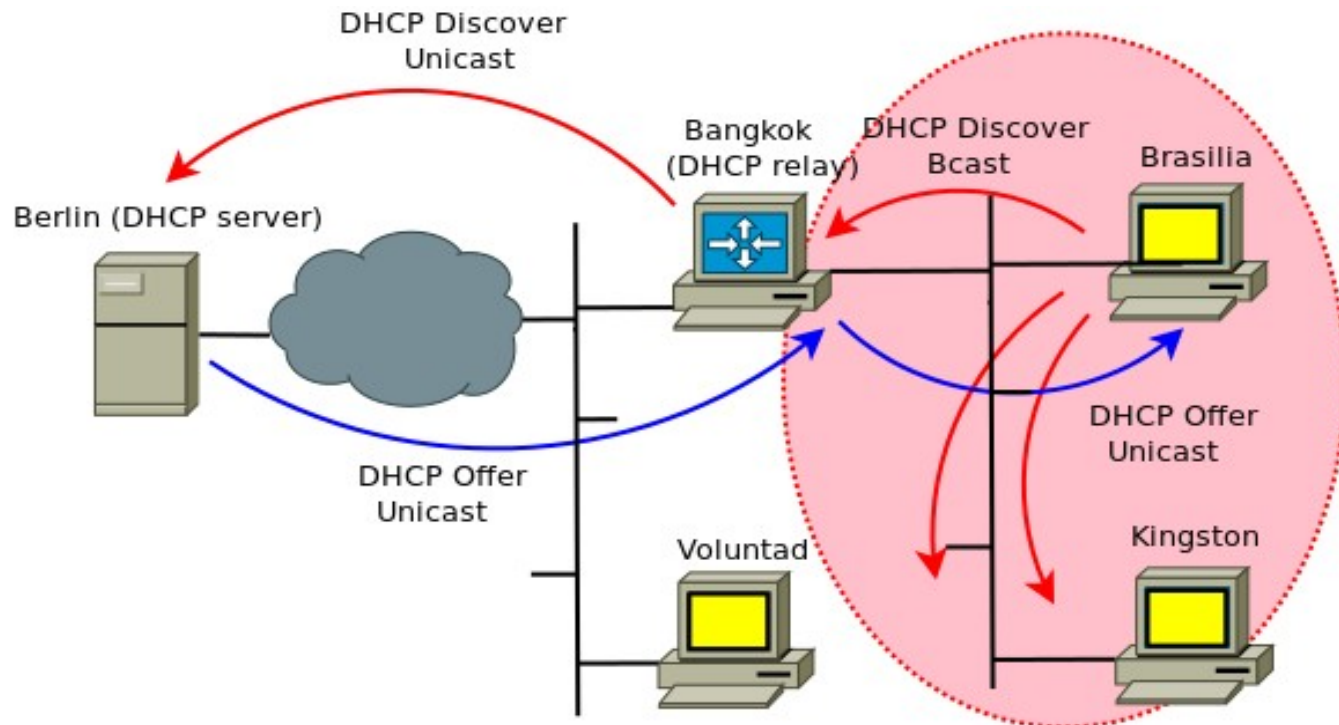 DHCP Discover
Unicast
Bangkok
(DHCP relay)
DHCP Discover
Bcast
Brasilia
Berlin (DHCP server)
DHCP Offer
Unicast
DHCP Offer
Unicast
Voluntad
Kingston